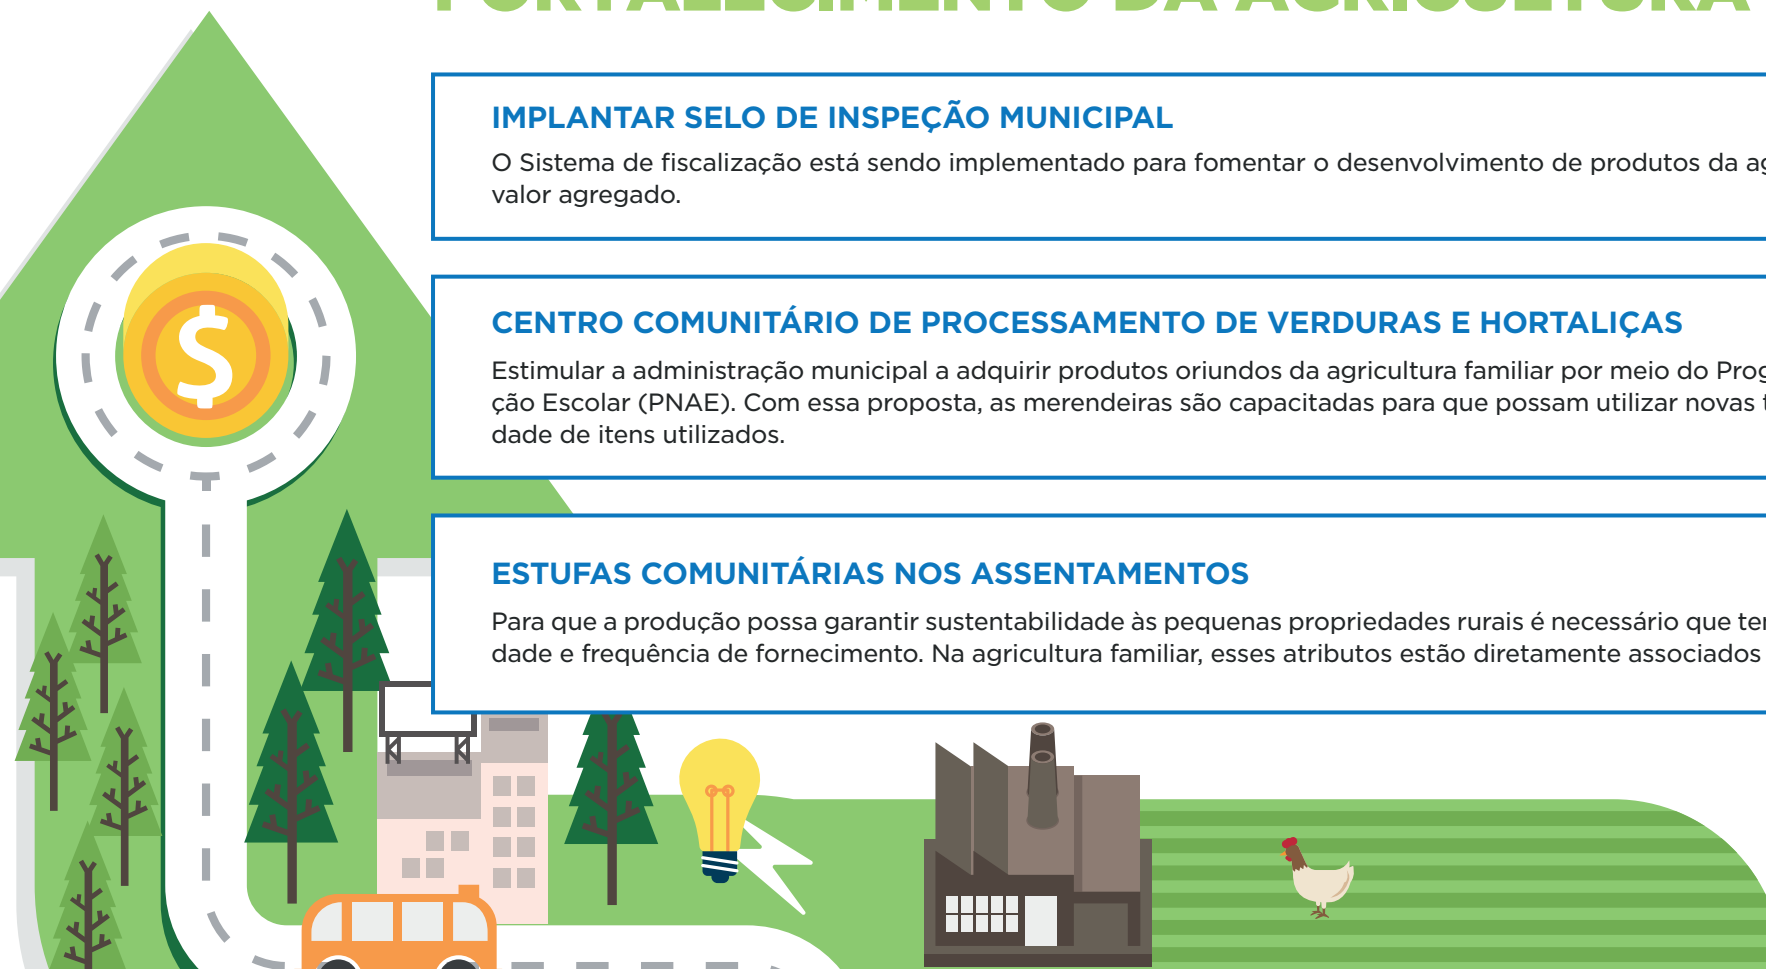 FORTALECIMENTO DA AGRICULTURA
IMPLANTAR SELO DE INSPEÇÃO MUNICIPAL
O Sistema de fiscalização está sendo implementado para fomentar o desenvolvimento de produtos da
valor agregado.
CENTRO COMUNITÁRIO DE PROCESSAMENTO DE VERDURAS E HORTALIÇAS
Estimular a administração municipal a adquirir produtos oriundos da agricultura familiar por meio do
ção Escolar (PNAE). Com essa proposta, as merendeiras são capacitadas para que possam utilizar novas
dade de itens utilizados.
ESTUFAS COMUNITÁRIAS NOS ASSENTAMENTOS
Para que a produção possa garantir sustentabilidade às pequenas propriedades rurais é necessário que
dade e frequência de fornecimento. Na agricultura familiar, esses atributos estão diretamente associados
$